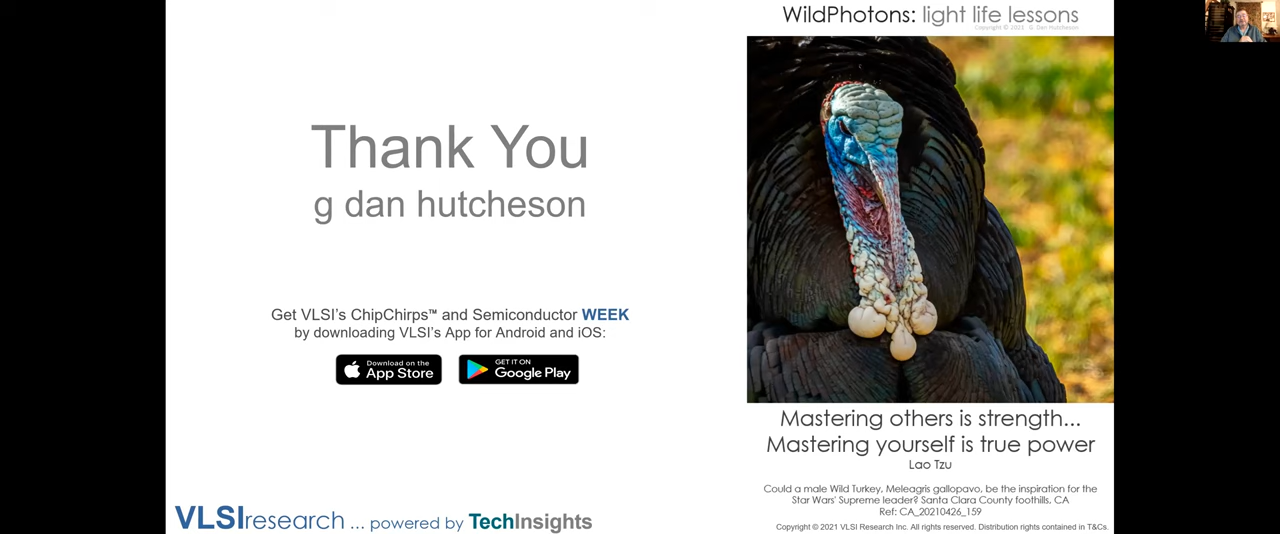 Thank You
g dan hutcheson
Get VLSI's ChipChirps™ and Semiconductor WEEK
by downloading VLSI's App for Android and iOS:
Download on the
App Store
GET IT ON
Google Play
VLSIresearch ... powered by TechInsights
WildPhotons: light life lessons
Copyright © 2021 G. Dan Hutcheson
Mastering others is strength...
Mastering yourself is true power
Lao Tzu
Could a male Wild Turkey, Meleagris gallopavo, be the inspiration for the
Star Wars' Supreme leader? Santa Clara County foothills, CA
Ref: CA_20210426_159
Copyright © 2021 VLSI Research Inc. All rights reserved. Distribution rights contained in T&Cs.